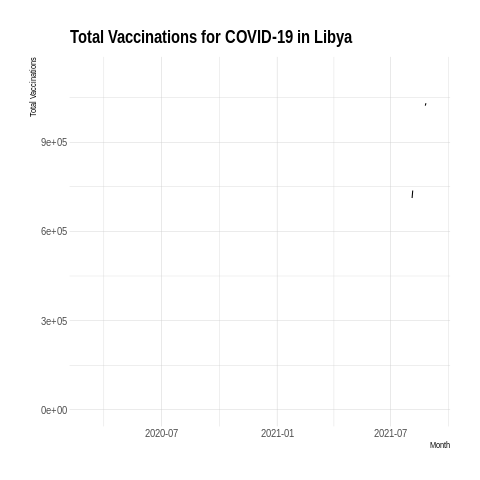 Total Vaccinations for COVID-19 in Libya
Total Vaccinations
9e+05
6e+05
3e+05
0e+00
2020-07 2021-01 2021-07
Month